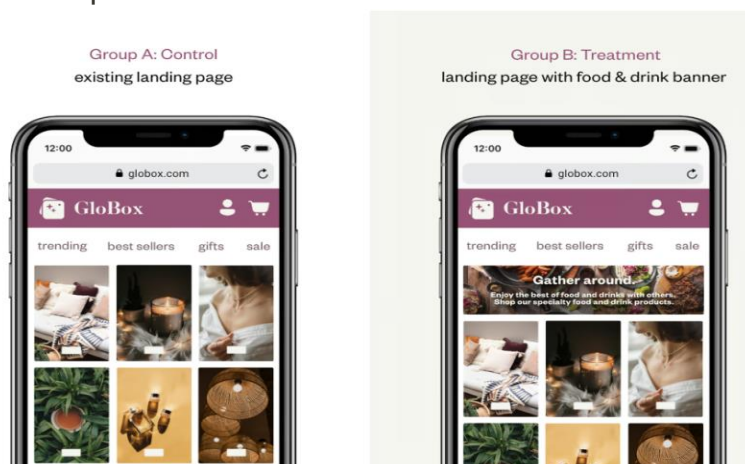 Group A: Control
existing landing page
12:00
globox.com
GloBox
trending best sellers gifts sale
Group B: Treatment
landing page with food & drink banner
12:00
globox.com
GloBox
trending best sellers gifts sale
Gather around.
Enjoy the best of food and drinks with others.
Shop our specialty food and drink products.